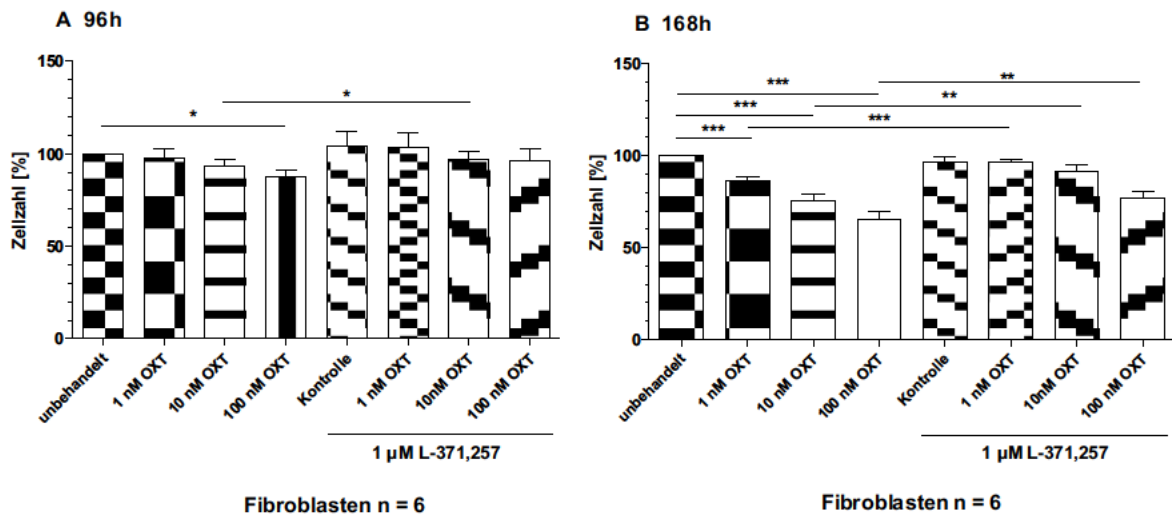 A 96h
150
100
50
0
Zellzahl [%]
*
*
unbehandelt
1 nM OXT
10 nM OXT
100 nM OXT
Kontrolle
1 nM OXT
10nM OXT
100 nM OXT
1 µM L-371,257
Fibroblasten n = 6
B 168h
150
100
50
0
Zellzahl [%]
***
**
***
**
***
***
unbehandelt
1 nM OXT
10 nM OXT
100 nM OXT
Kontrolle
1 nM OXT
10nM OXT
100 nM OXT
1 µM L-371,257
Fibroblasten n = 6